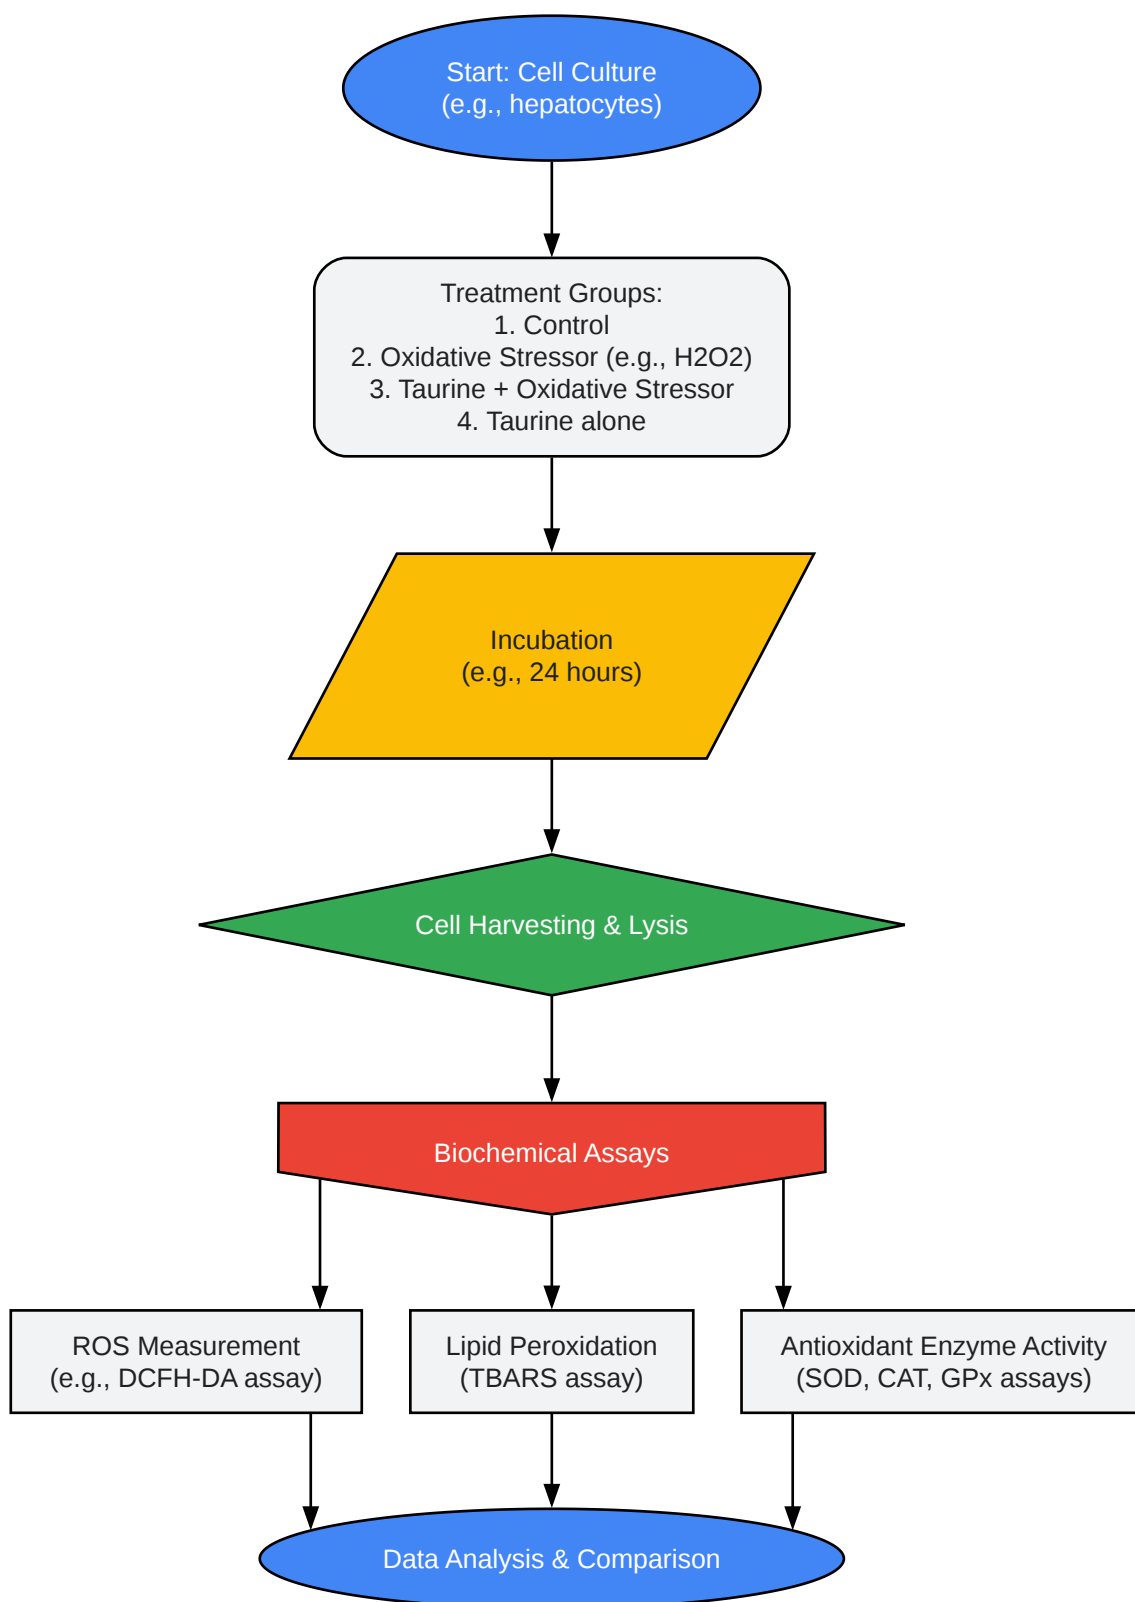 Start: Cell Culture
(e.g., hepatocytes)
Treatment Groups:
1. Control
2. Oxidative Stressor (e.g., H2O2)
3. Taurine + Oxidative Stressor
4. Taurine alone
Incubation
(e.g., 24 hours)
Cell Harvesting & Lysis
Biochemical Assays
ROS Measurement
(e.g., DCFH-DA assay)
Lipid Peroxidation
(TBARS assay)
Antioxidant Enzyme Activity
(SOD, CAT, GPx assays)
Data Analysis & Comparison